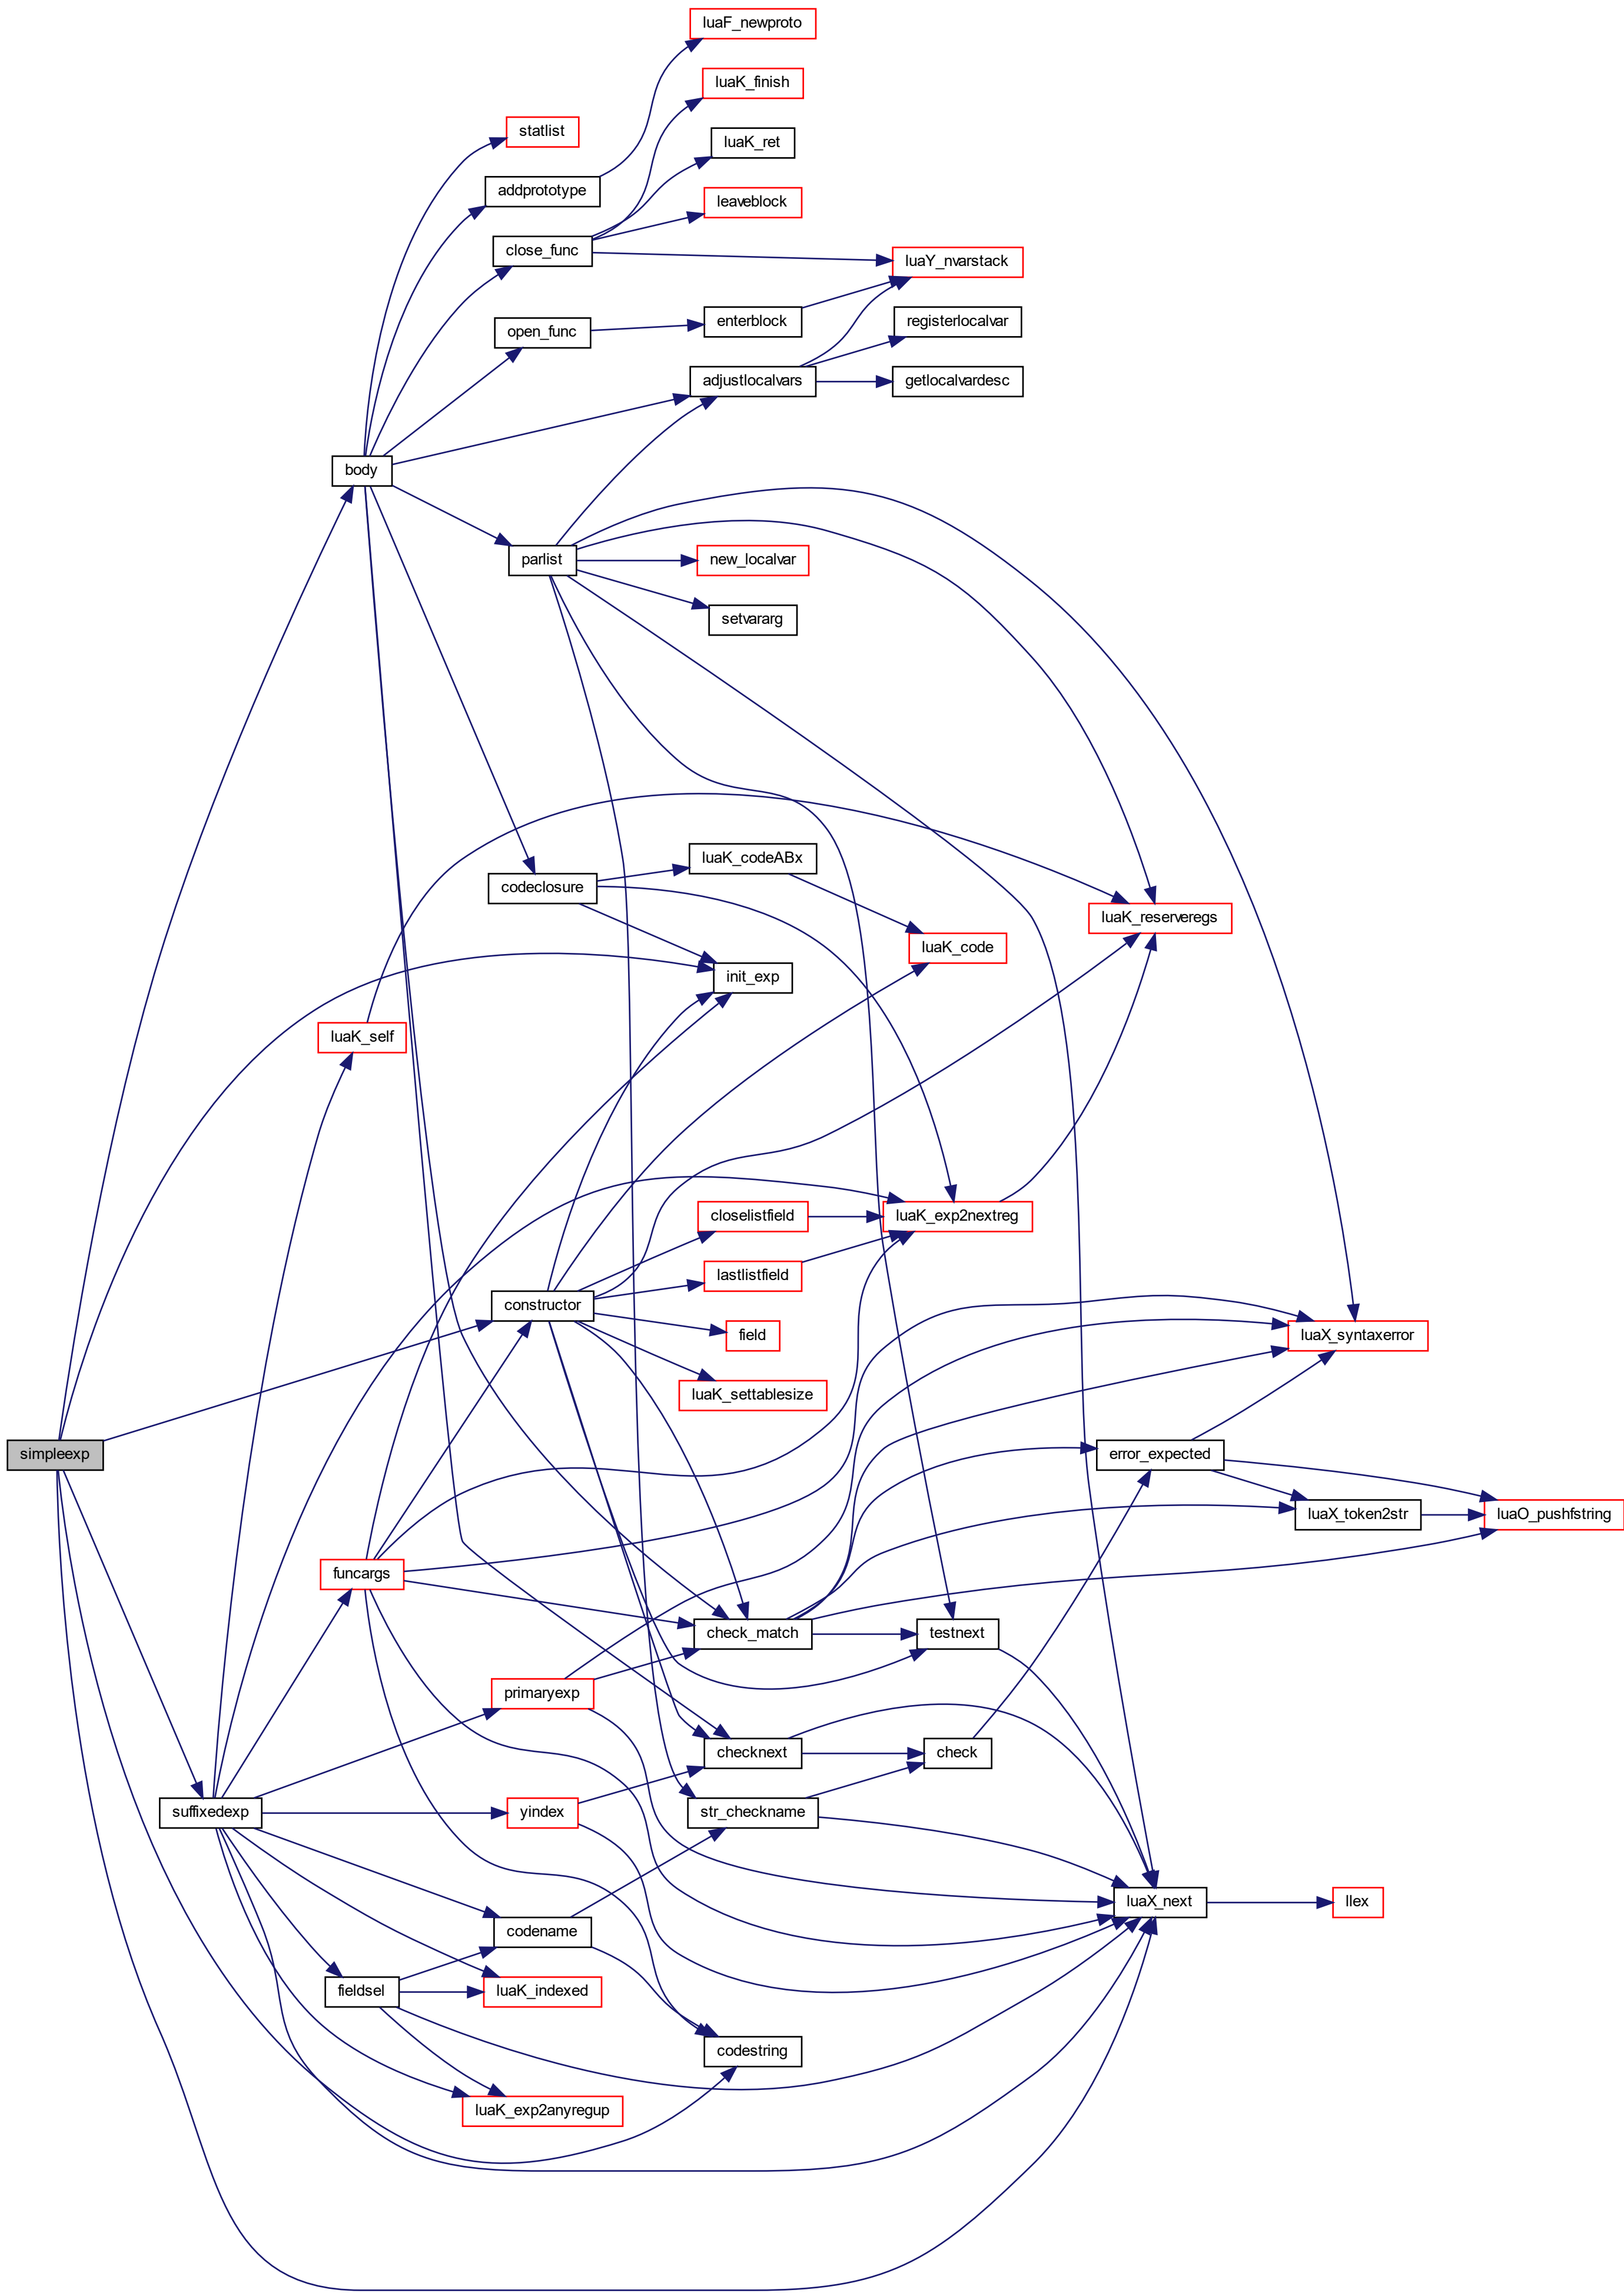 luaF_newproto
luaK_finish
statlist
luaK_ret
addprototype
leaveblock
close_func
luaY_nvarstack
enterblock
registerlocalvar
open_func
adjustlocalvars
getlocalvardesc
body
parlist
new_localvar
setvararg
luaK_codeABx
codeclosure
luaK_reserveregs
luaK_code
init_exp
luaK_self
closelistfield
luaK_exp2nextreg
lastlistfield
constructor
field
luaX_syntaxerror
luaK_settablesize
simpleexp
error_expected
luaX_token2str
luaO_pushfstring
funcargs
check_match
testnext
primaryexp
checknext
check
suffixedexp
yindex
str_checkname
luaX_next
llex
codename
fieldsel
luaK_indexed
codestring
luaK_exp2anyregup